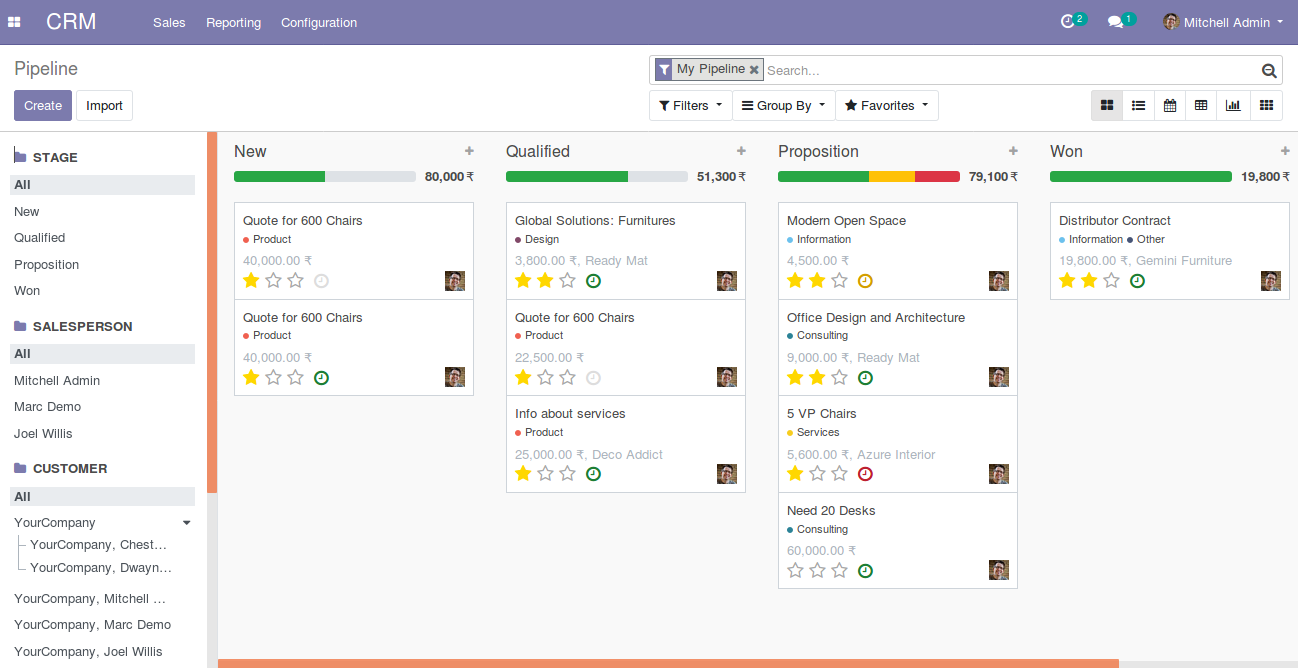 CRM Sales Reporting Configuration 2 1 Mitchell Admin
Pipeline
My Pipeline Search...
Create Import
Filters Group By Favorites
STAGE
All
New
Qualified
Proposition
Won
SALESPERSON
All
Mitchell Admin
Marc Demo
Joel Willis
CUSTOMER
All
YourCompany
YourCompany, Chest...
YourCompany, Dwayn...
YourCompany, Mitchell ...
YourCompany, Marc Demo
YourCompany, Joel Willis
New
80,000 ₹
Quote for 600 Chairs
Product
40,000.00 ₹
Quote for 600 Chairs
Product
40,000.00 ₹
Qualified
51,300 ₹
Global Solutions: Furnitures
Design
3,800.00 ₹, Ready Mat
Quote for 600 Chairs
Product
22,500.00 ₹
Info about services
Product
25,000.00 ₹, Deco Addict
Proposition
79,100 ₹
Modern Open Space
Information
4,500.00 ₹
Office Design and Architecture
Consulting
9,000.00 ₹, Ready Mat
5 VP Chairs
Services
5,600.00 ₹, Azure Interior
Need 20 Desks
Consulting
60,000.00 ₹
Won
19,800 ₹
Distributor Contract
Information Other
19,800.00 ₹, Gemini Furniture